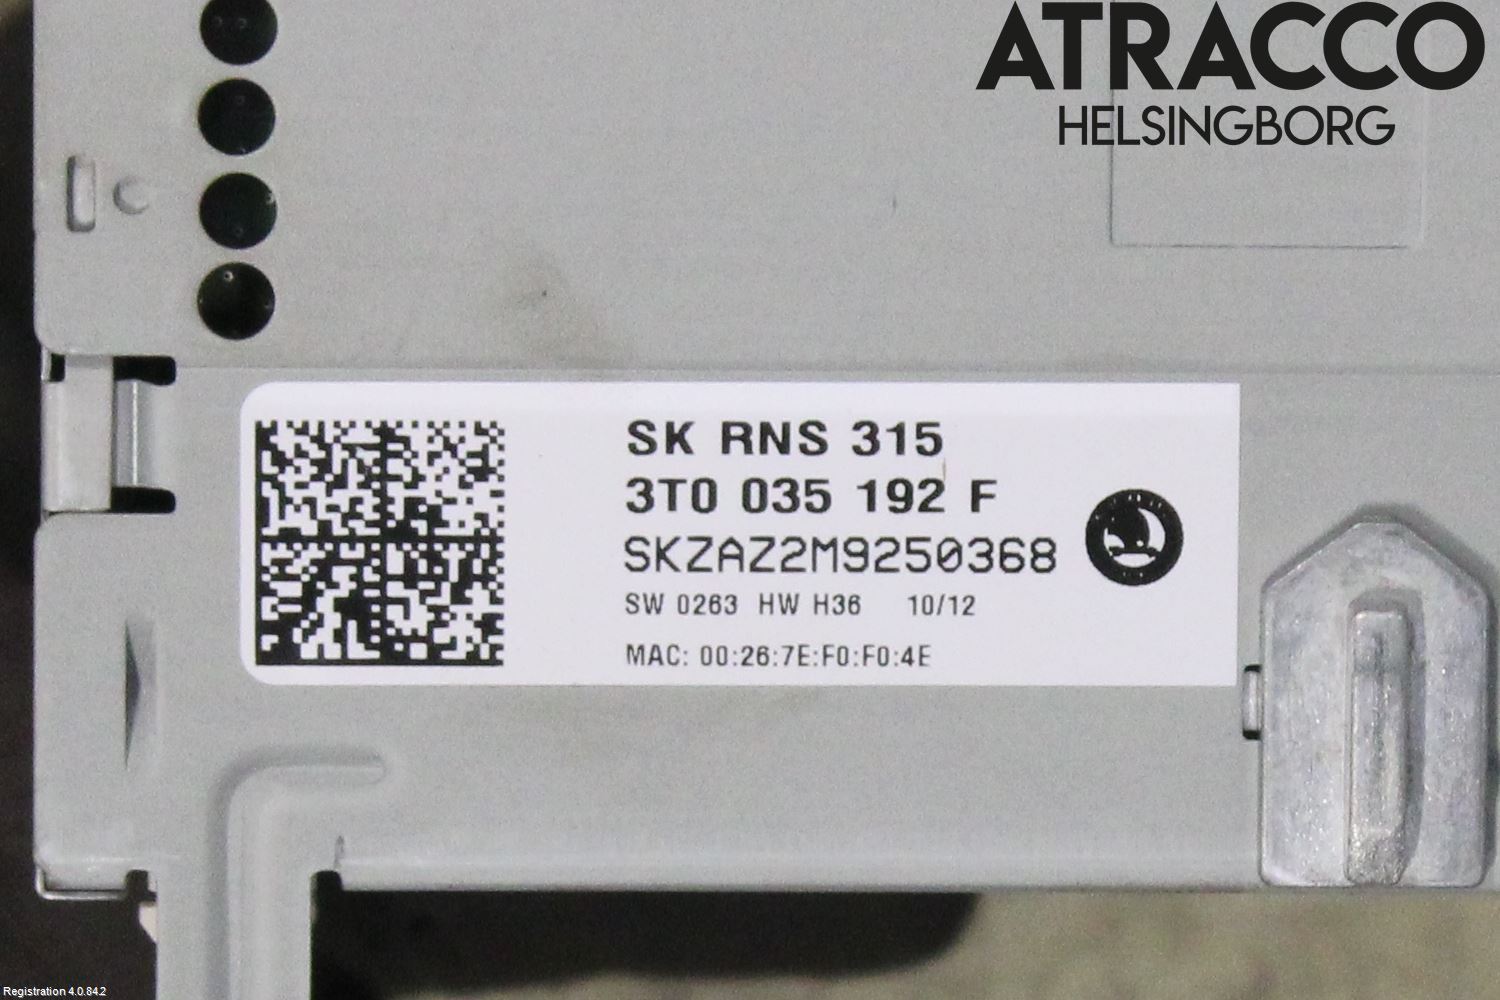 ATRACCO
HELSINGBORG
SK RNS 315
3T0 035 192 F
SKZAZ2M9250368
SW 0263 HW H36 10/12
MAC: 00:26:7E:F0:F0:4E
Registration 4.0.84.2